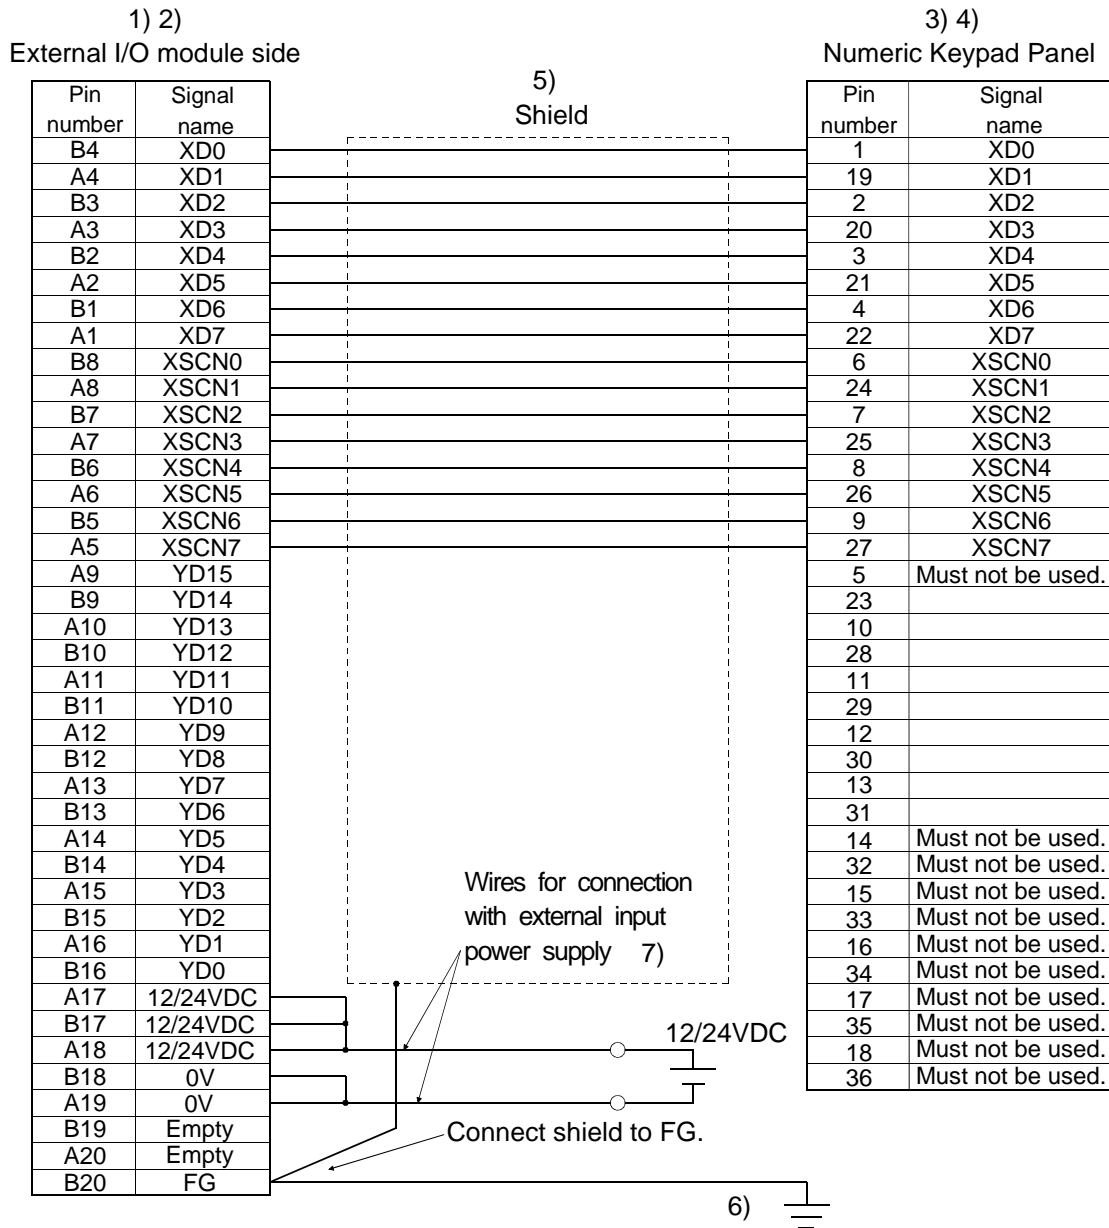 1) 2)
External I/O module side
Pin number Signal name
B4 XD0
A4 XD1
B3 XD2
A3 XD3
B2 XD4
A2 XD5
B1 XD6
A1 XD7
B8 XSCN0
A8 XSCN1
B7 XSCN2
A7 XSCN3
B6 XSCN4
A6 XSCN5
B5 XSCN6
A5 XSCN7
A9 YD15
B9 YD14
A10 YD13
B10 YD12
A11 YD11
B11 YD10
A12 YD9
B12 YD8
A13 YD7
B13 YD6
A14 YD5
B14 YD4
A15 YD3
B15 YD2
A16 YD1
B16 YD0
A17 12/24VDC
B17 12/24VDC
A18 12/24VDC
B18 0V
A19 0V
B19 Empty
A20 Empty
B20 FG
5)
Shield
Wires for connection
with external input
power supply 7)
12/24VDC
Connect shield to FG.
6)
3) 4)
Numeric Keypad Panel
Pin number Signal name
1 XD0
19 XD1
2 XD2
20 XD3
3 XD4
21 XD5
4 XD6
22 XD7
6 XSCN0
24 XSCN1
7 XSCN2
25 XSCN3
8 XSCN4
26 XSCN5
9 XSCN6
27 XSCN7
5 Must not be used.
23
10
28
11
29
12
30
13
31
14 Must not be used.
32 Must not be used.
15 Must not be used.
33 Must not be used.
16 Must not be used.
34 Must not be used.
17 Must not be used.
35 Must not be used.
18 Must not be used.
36 Must not be used.